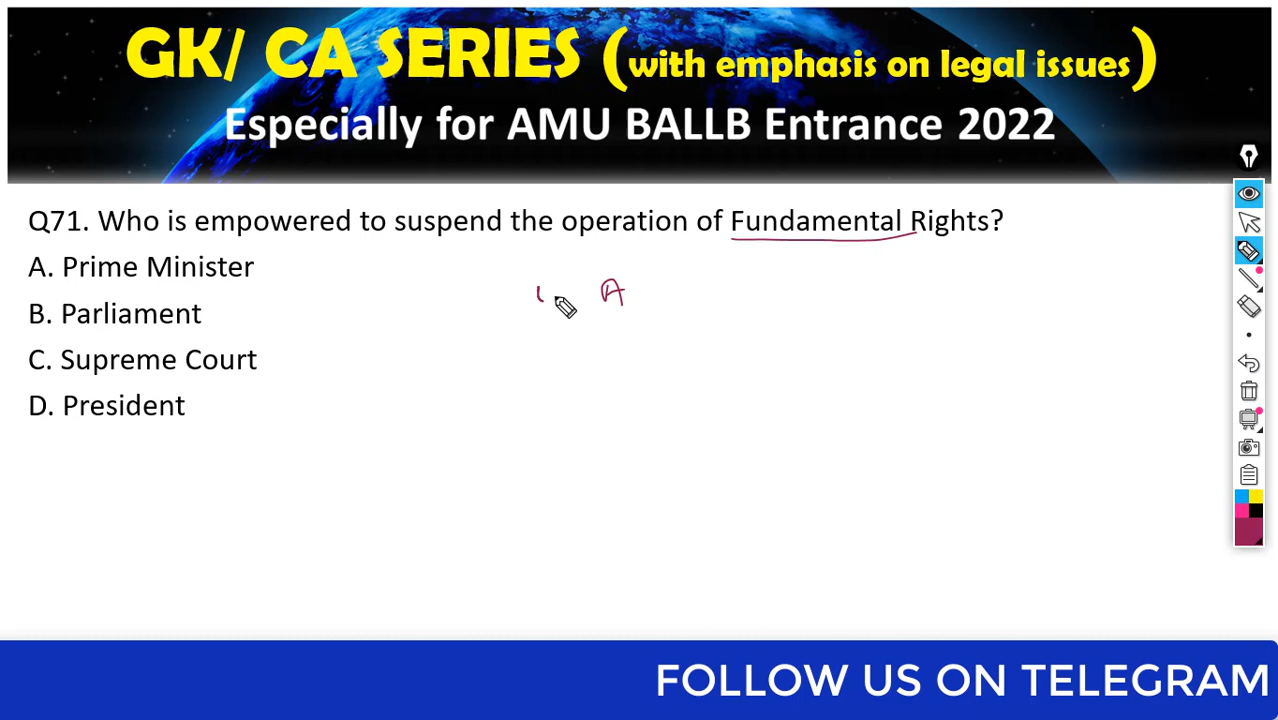 GK/ CA SERIES (with emphasis on legal issues)
Especially for AMU BALLB Entrance 2022
Q71. Who is empowered to suspend the operation of Fundamental Rights?
A. Prime Minister
A
B. Parliament
C. Supreme Court
D. President
FOLLOW US ON TELEGRAM